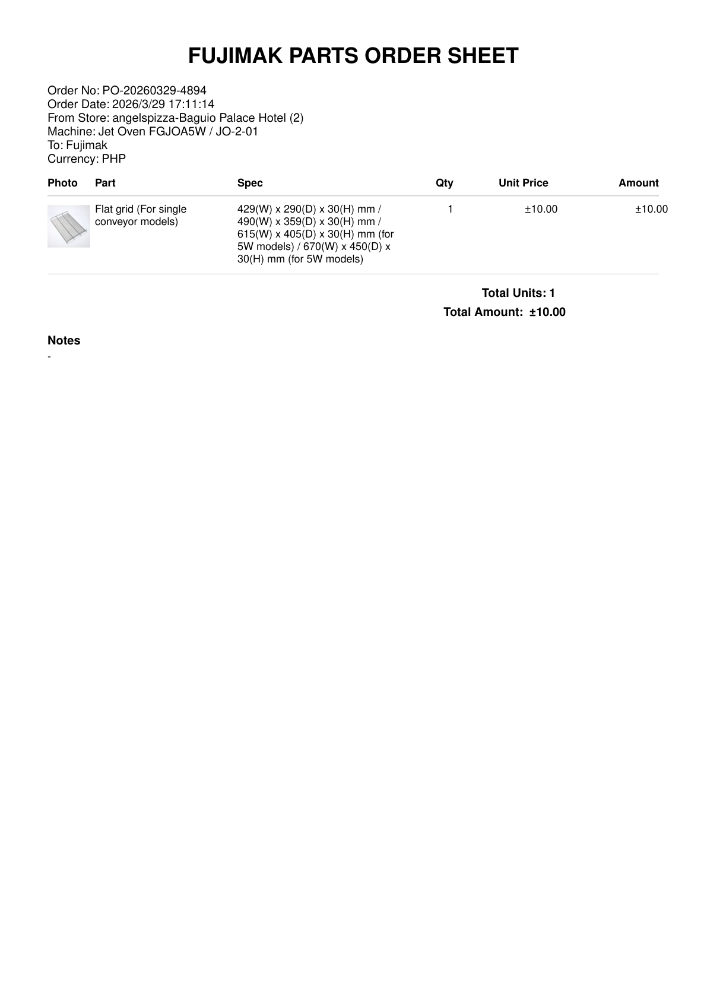 FUJIMAK PARTS ORDER SHEET
Order No: PO-20260329-4894
Order Date: 2026/3/29 17:11:14
From Store: angelspizza-Baguio Palace Hotel (2)
Machine: Jet Oven FGJOA5W / JO-2-01
To: Fujimak
Currency: PHP
Photo Part Spec Qty Unit Price Amount
Flat grid (For single 429(W) x 290(D) x 30(H) mm / 1 ±10.00 ±10.00
conveyor models) 490(W) x 359(D) x 30(H) mm /
615(W) x 405(D) x 30(H) mm (for
5W models) / 670(W) x 450(D) x
30(H) mm (for 5W models)
Total Units: 1
Total Amount: ±10.00
Notes
-